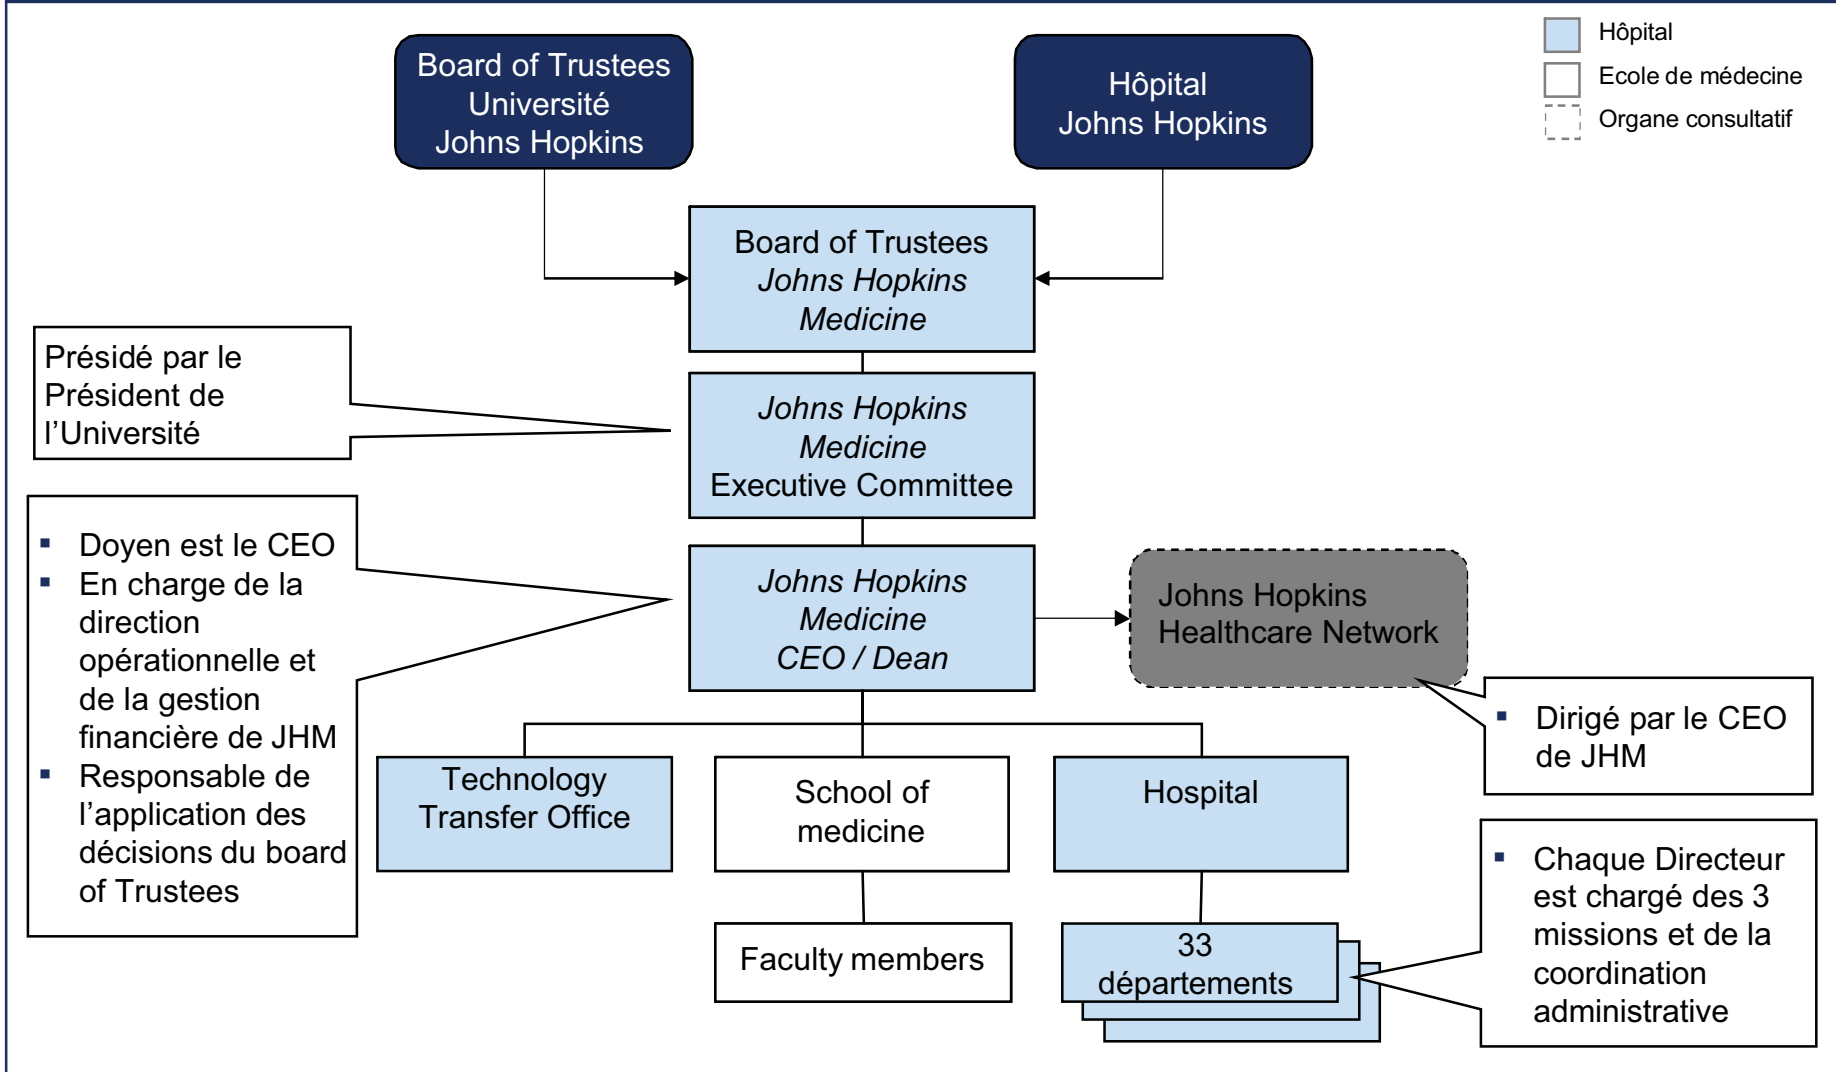 Board of Trustees
Université
Johns Hopkins
Hôpital
Johns Hopkins
Hôpital
Ecole de médecine
Organe consultatif
Board of Trustees
Johns Hopkins
Medicine
Présidé par le
Président de
l’Université
Johns Hopkins
Medicine
Executive Committee
▪ Doyen est le CEO
▪ En charge de la
direction
opérationnelle et
de la gestion
financière de JHM
▪ Responsable de
l’application des
décisions du board
of Trustees
Johns Hopkins
Medicine
CEO / Dean
Johns Hopkins
Healthcare Network
▪ Dirigé par le CEO
de JHM
Technology
Transfer Office
School of
medicine
Hospital
Faculty members
33
départements
▪ Chaque Directeur
est chargé des 3
missions et de la
coordination
administrative